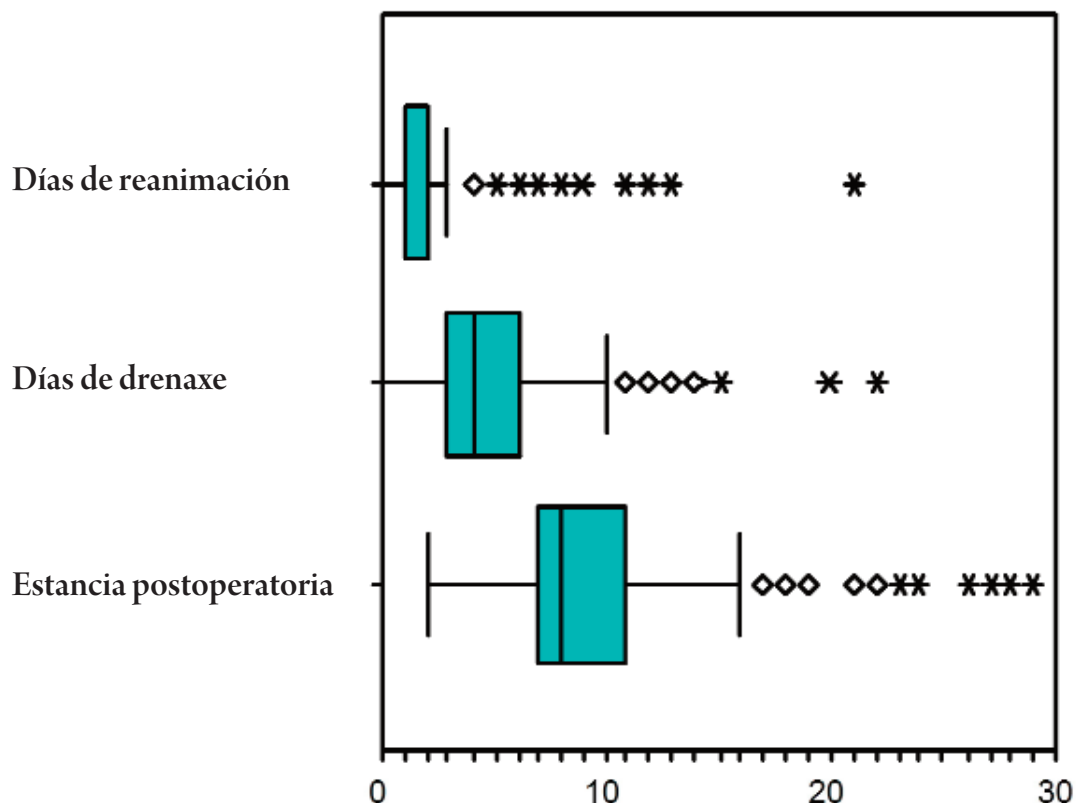 Días de reanimación
Días de drenaxe
Estancia postoperatoria
0 10 20 30